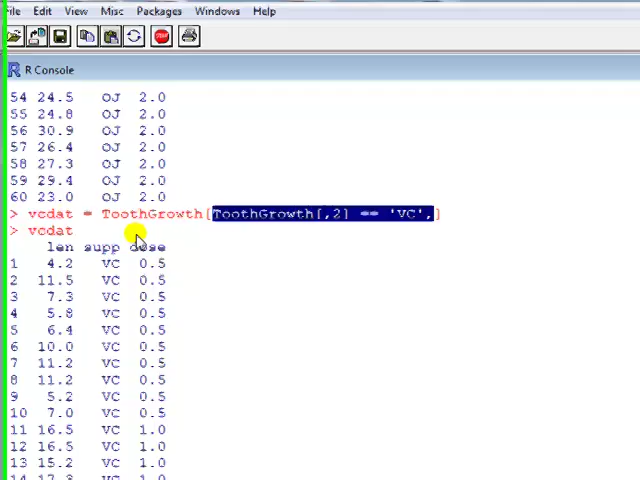 File Edit View Misc Packages Windows Help
STOP
R R Console
54 24.5 OJ 2.0
55 24.8 OJ 2.0
56 30.9 OJ 2.0
57 26.4 OJ 2.0
58 27.3 OJ 2.0
59 29.4 OJ 2.0
60 23.0 OJ 2.0
> vcdat = ToothGrowth[ToothGrowth[,2] == 'VC',]
> vcdat
len supp dose
1 4.2 VC 0.5
2 11.5 VC 0.5
3 7.3 VC 0.5
4 5.8 VC 0.5
5 6.4 VC 0.5
6 10.0 VC 0.5
7 11.2 VC 0.5
8 11.2 VC 0.5
9 5.2 VC 0.5
10 7.0 VC 0.5
11 16.5 VC 1.0
12 16.5 VC 1.0
13 15.2 VC 1.0
14 17.3 VC 1.0